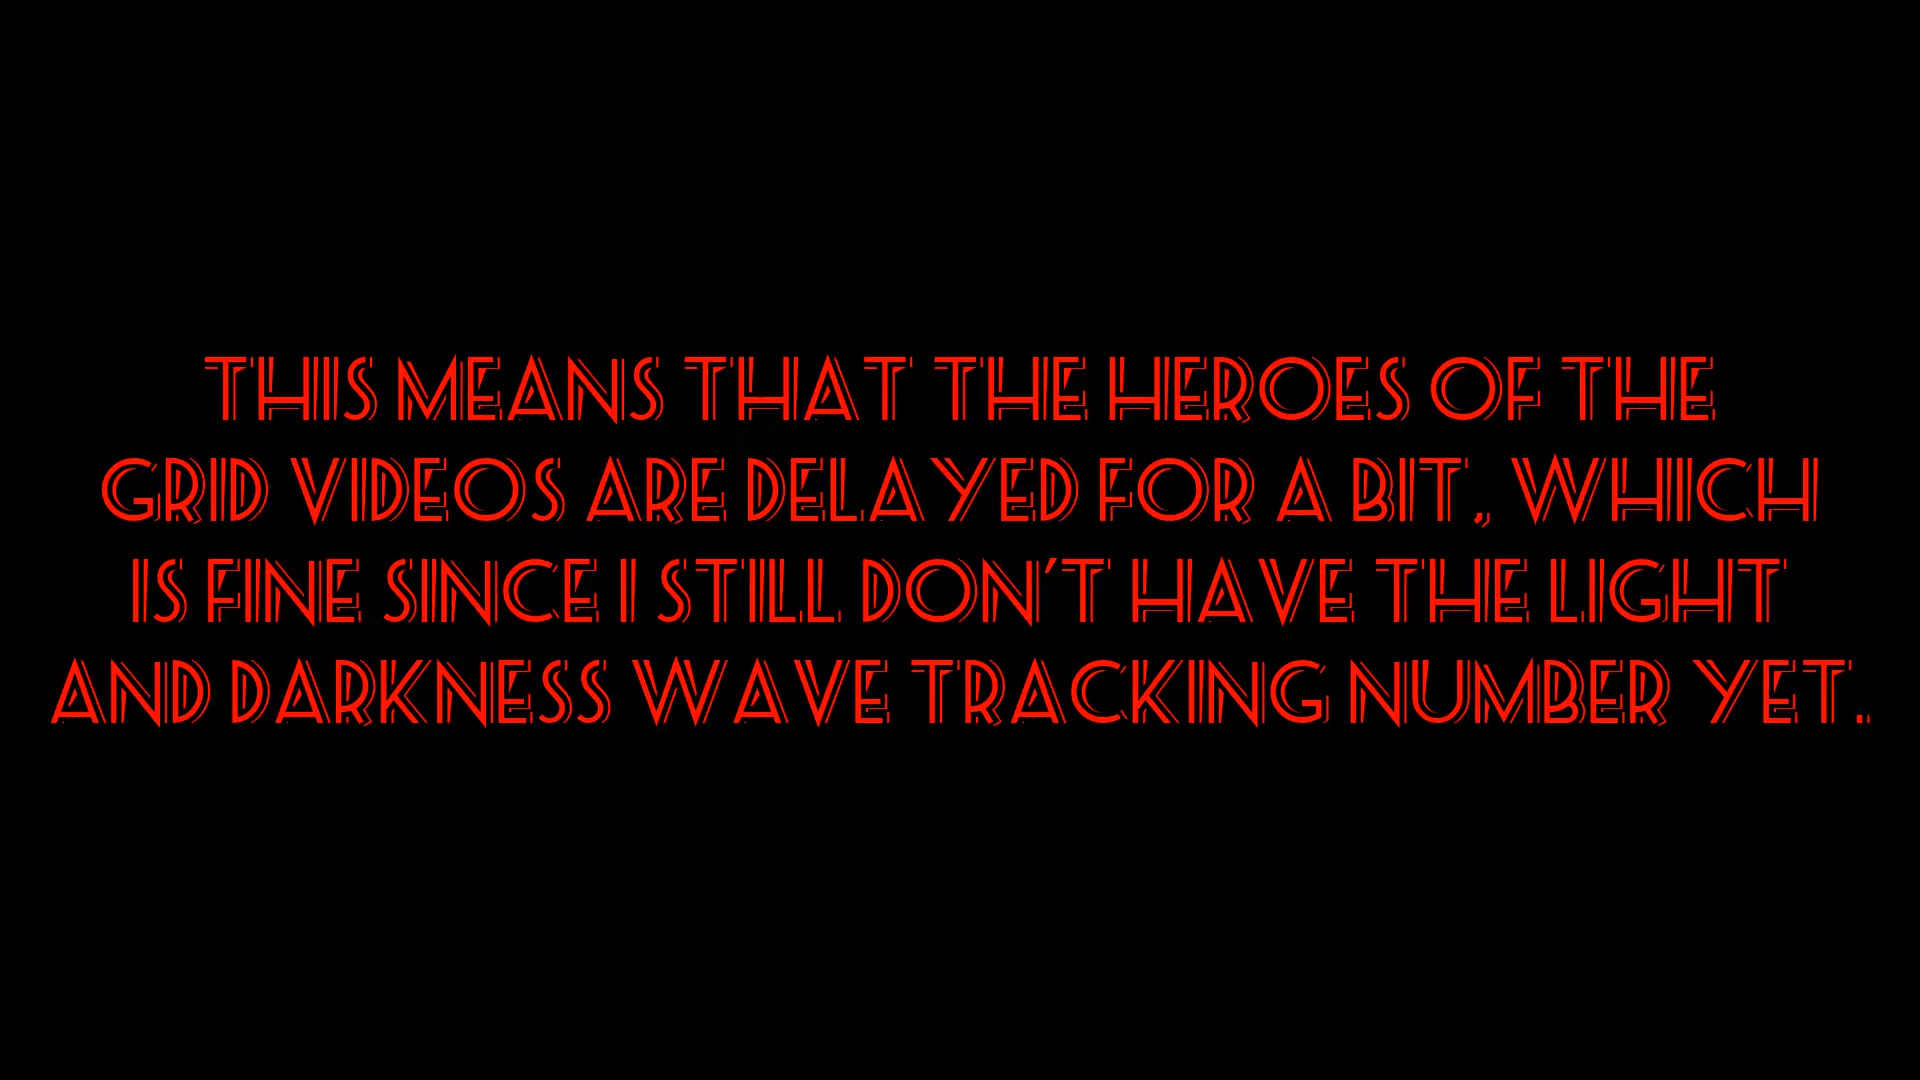 THIS MEANS THAT THE HEROES OF THE
GRID VIDEOS ARE DELAYED FOR A BIT, WHICH
IS FINE SINCE I STILL DON'T HAVE THE LIGHT
AND DARKNESS WAVE TRACKING NUMBER YET.